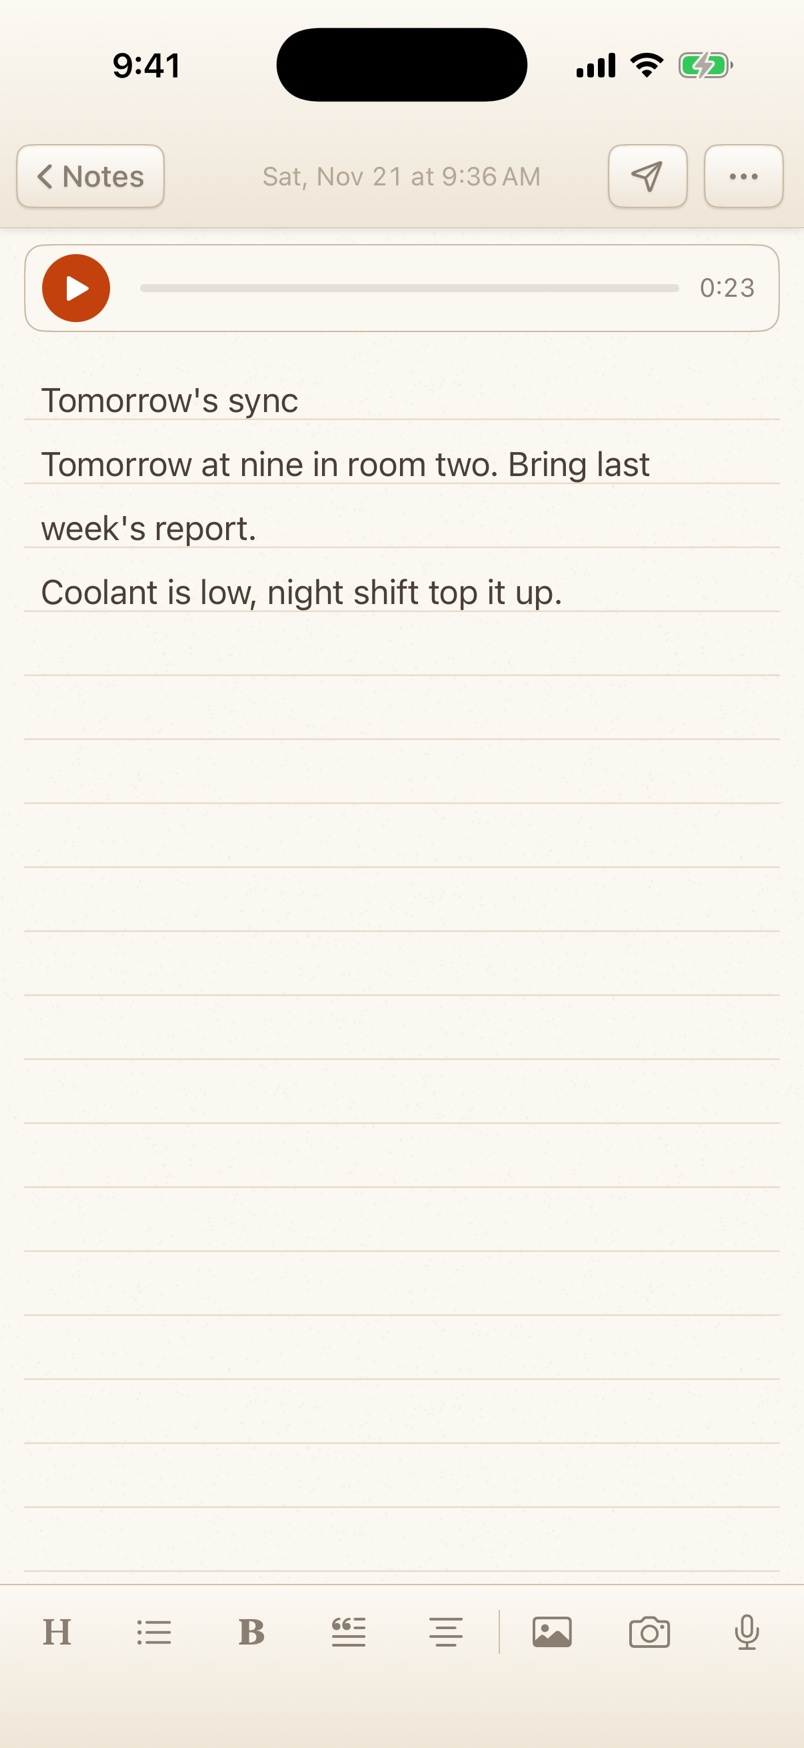 9:41
Notes
Sat, Nov 21 at 9:36 AM
0:23
Tomorrow's sync
Tomorrow at nine in room two. Bring last
week's report.
Coolant is low, night shift top it up.
H
B